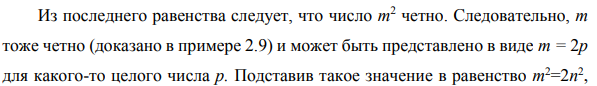 Из последнего равенства следует, что число m² четно. Следовательно, m
тоже четно (доказано в примере 2.9) и может быть представлено в виде m = 2p
для какого-то целого числа p. Подставив такое значение в равенство m²=2n²,